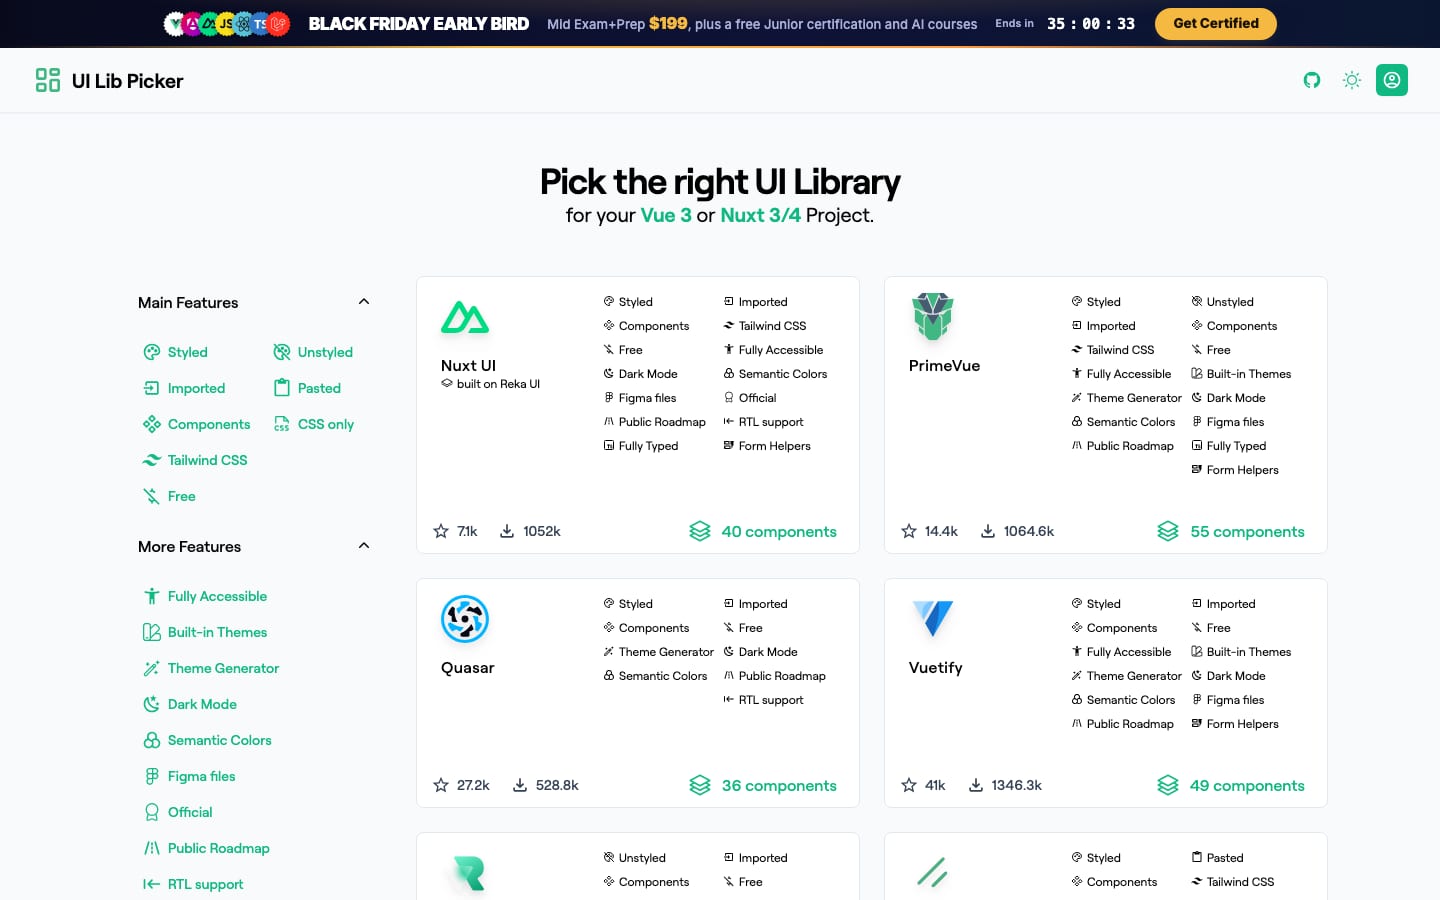 JS
TS
BLACK FRIDAY EARLY BIRD
Mid Exam+Prep $199, plus a free Junior certification and AI courses
Ends in
35 : 00 : 33
Get Certified
UI Lib Picker
Pick the right UI Library
for your Vue 3 or Nuxt 3/4 Project.
Main Features
Styled
Unstyled
Imported
Pasted
Components
CSS only
Tailwind CSS
Free
More Features
Fully Accessible
Built-in Themes
Theme Generator
Dark Mode
Semantic Colors
Figma files
Official
Public Roadmap
RTL support
Nuxt UI
built on Reka UI
Styled
Imported
Components
Tailwind CSS
Free
Fully Accessible
Dark Mode
Semantic Colors
Figma files
Official
Public Roadmap
RTL support
Fully Typed
Form Helpers
7.1k
1052k
40 components
PrimeVue
Styled
Unstyled
Imported
Components
Tailwind CSS
Free
Fully Accessible
Built-in Themes
Theme Generator
Dark Mode
Semantic Colors
Figma files
Public Roadmap
Fully Typed
Form Helpers
14.4k
1064.6k
55 components
Quasar
Styled
Imported
Components
Free
Theme Generator
Dark Mode
Semantic Colors
Public Roadmap
RTL support
27.2k
528.8k
36 components
Vuetify
Styled
Imported
Components
Free
Fully Accessible
Built-in Themes
Theme Generator
Dark Mode
Semantic Colors
Figma files
Public Roadmap
Form Helpers
41k
1346.3k
49 components
Unstyled
Imported
Components
Free
Styled
Pasted
Components
Tailwind CSS